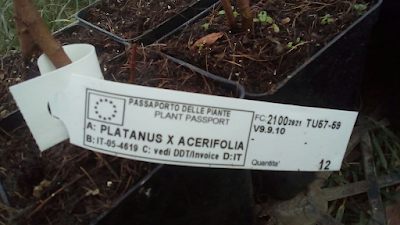 PASSAPORTO DELLE PIANTE
PLANT PASSPORT
A: PLATANUS X ACERIFOLIA
B: IT-05-4619 C: vedi DDT/Invoice D: IT
FC.21002821 TU57-59
V9.9.10
Quantita' 12